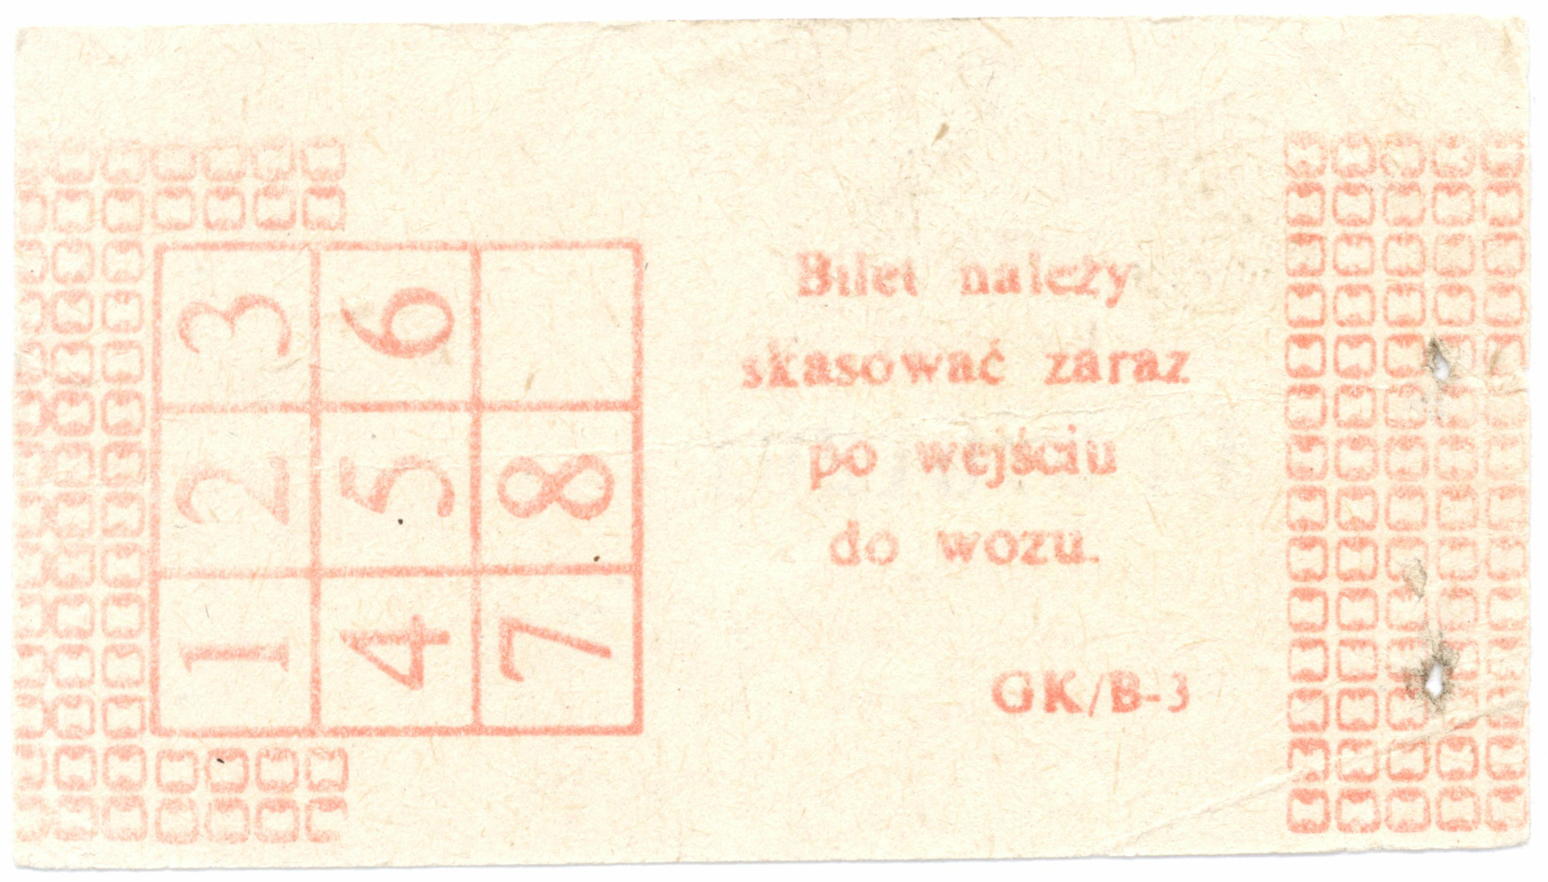 1 2 3
4 5 6
7 8
Bilet należy
skasować zaraz
po wejściu
do wozu.
GK/B-3